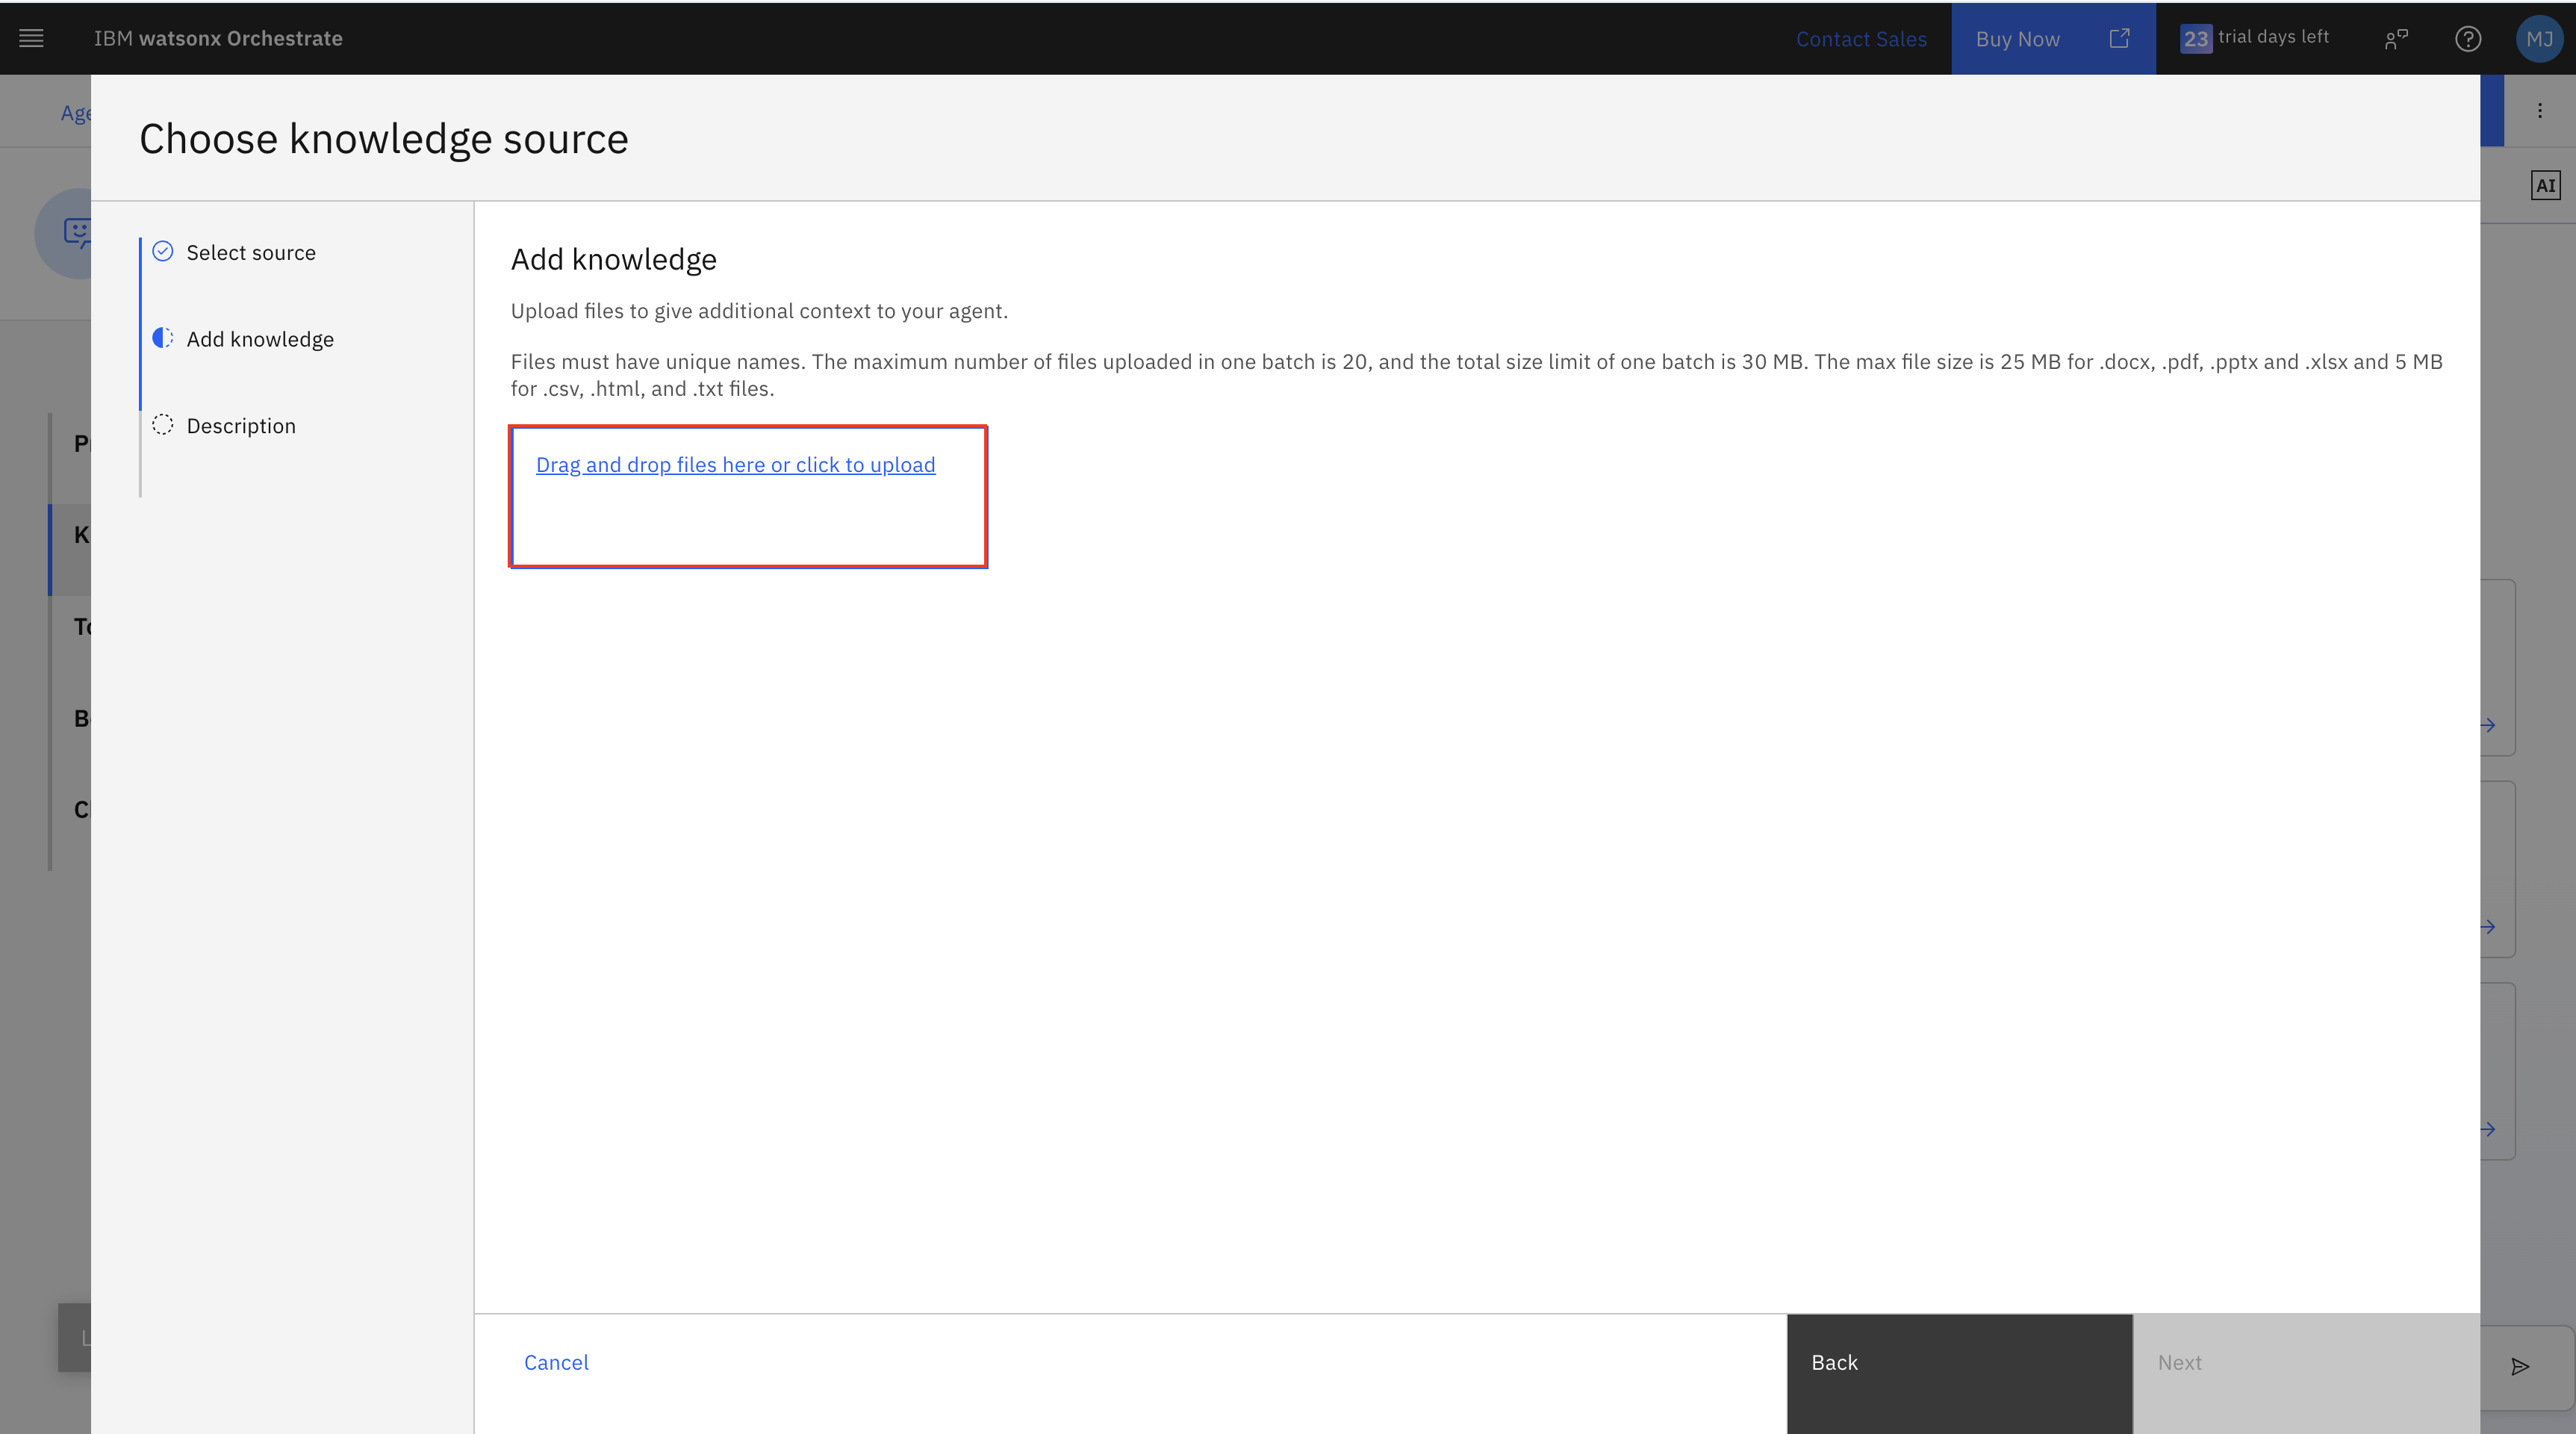 IBM watsonx Orchestrate
Contact Sales
Buy Now
23 trial days left
MJ
Choose knowledge source
AI
Select source
Add knowledge
Description
Add knowledge
Upload files to give additional context to your agent.
Files must have unique names. The maximum number of files uploaded in one batch is 20, and the total size limit of one batch is 30 MB. The max file size is 25 MB for .docx, .pdf, .pptx and .xlsx and 5 MB
for .csv, .html, and .txt files.
Drag and drop files here or click to upload
Cancel
Back
Next